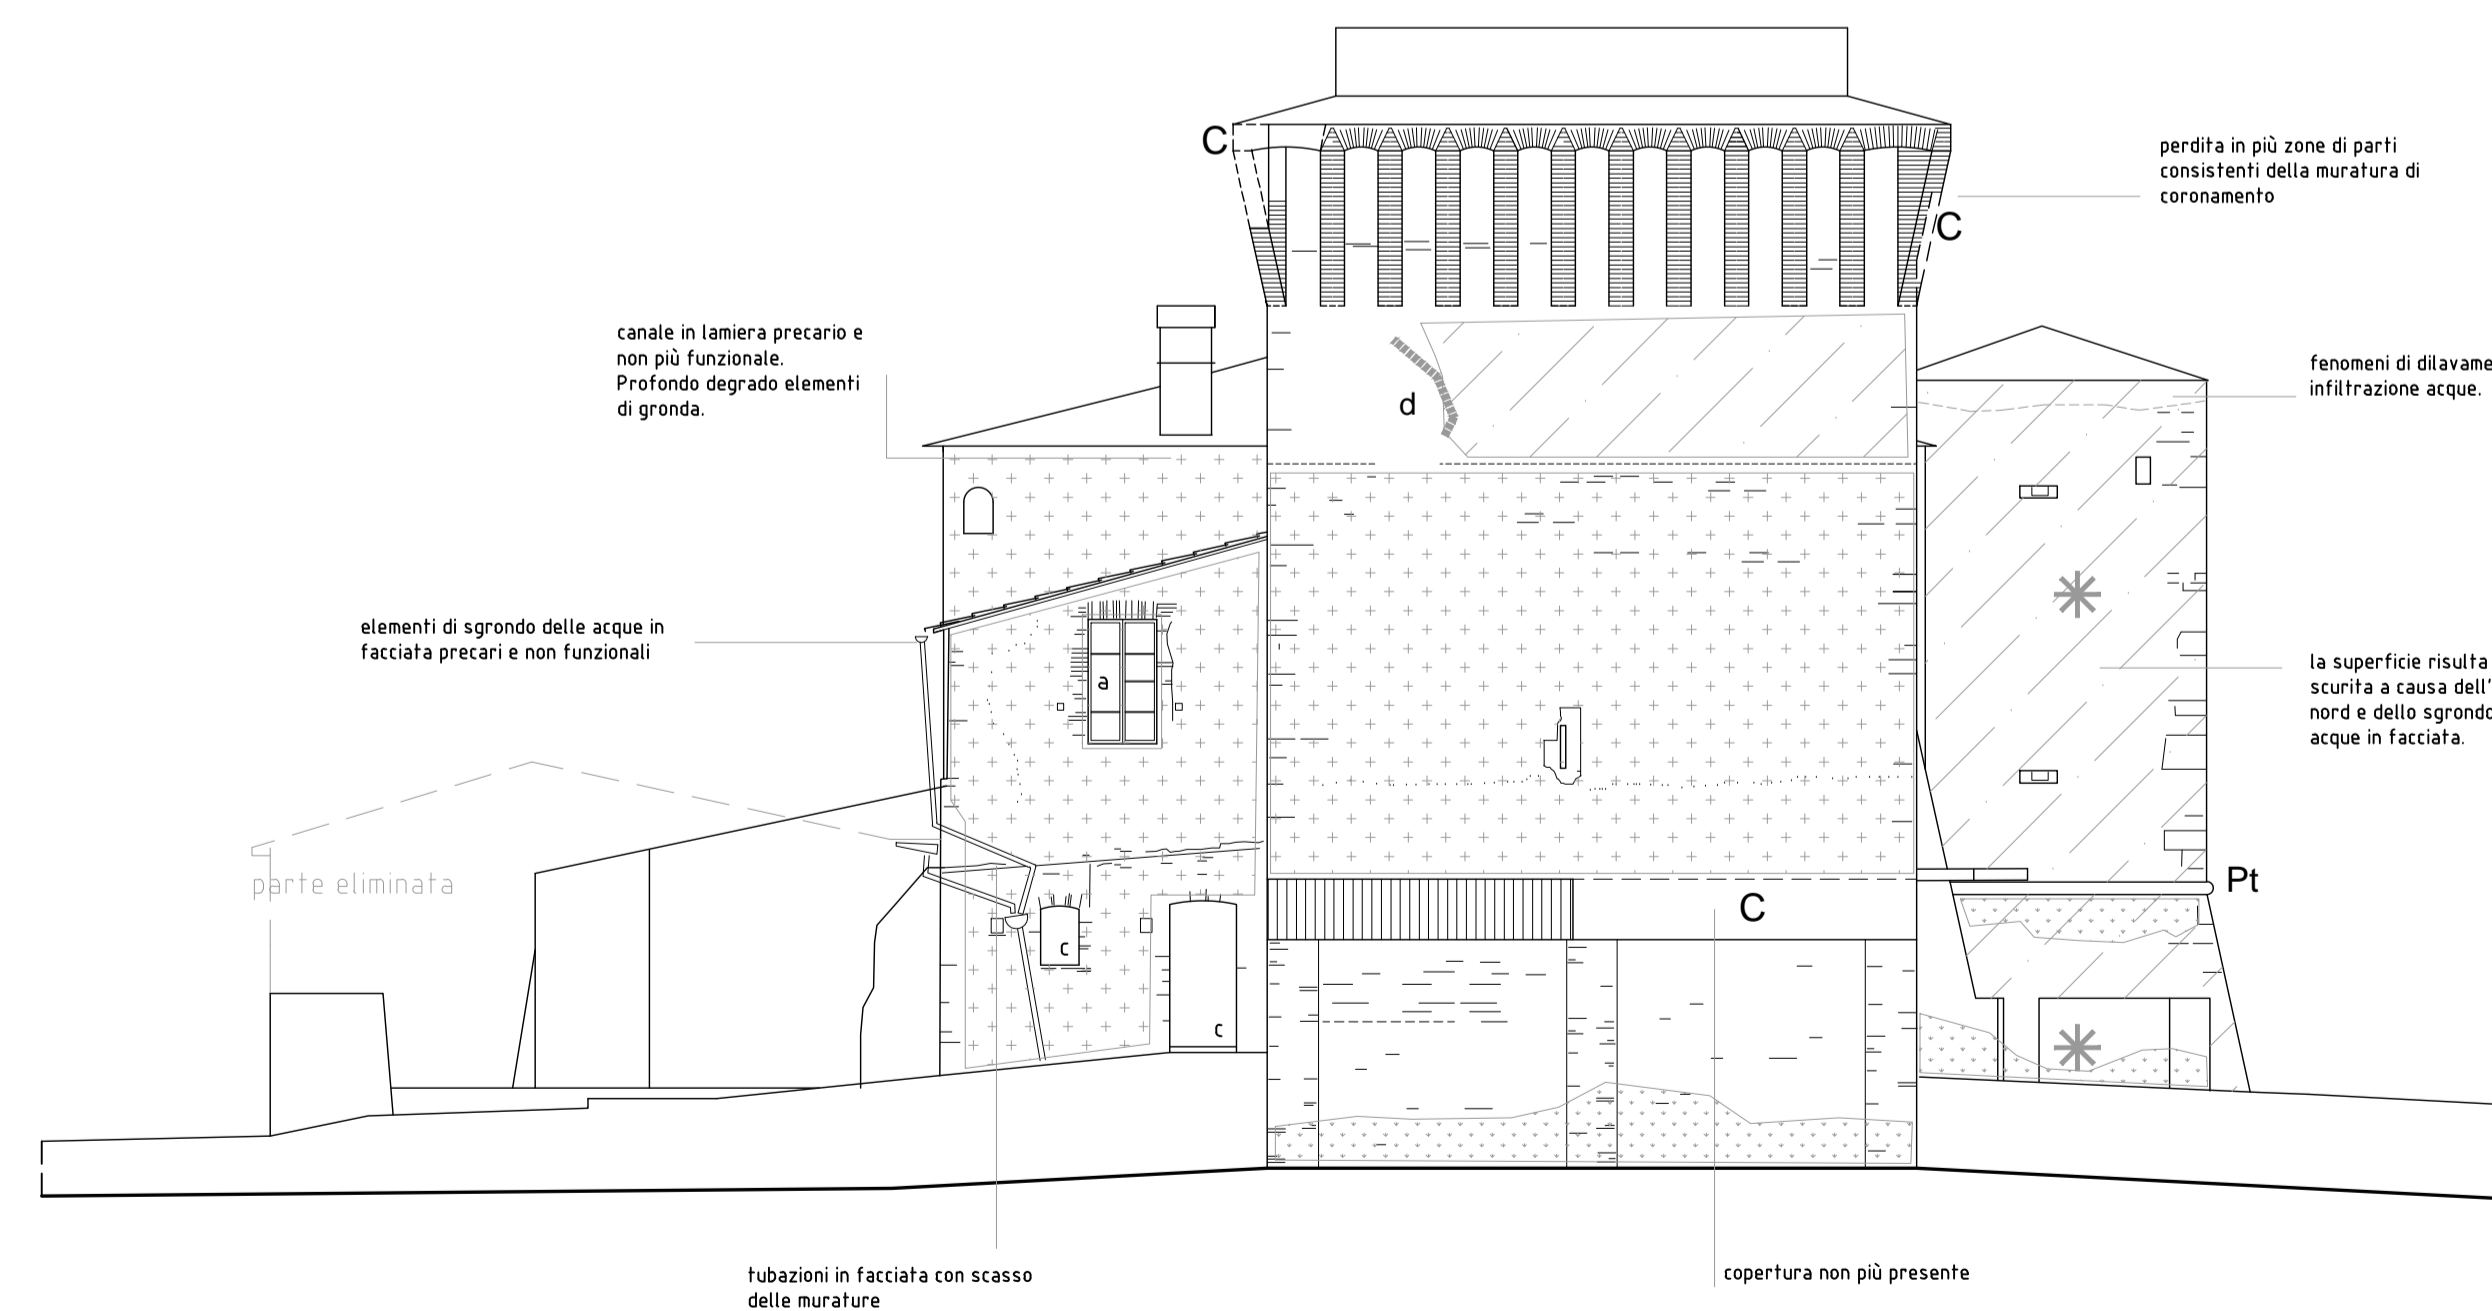 C
perdita in più zone di parti
consistenti della muratura di
coronamento
C
canale in lamiera precario e
non più funzionale.
Profondo degrado elementi
di gronda.
fenomeni di dilavame
infiltrazione acque.
d
elementi di sgrondo delle acque in
facciata precari e non funzionali
a
la superficie risulta
scurita a causa dell'
nord e dello sgrondo
acque in facciata.
parte eliminata
Pt
C
c
c
tubazioni in facciata con scasso
delle murature
copertura non più presente